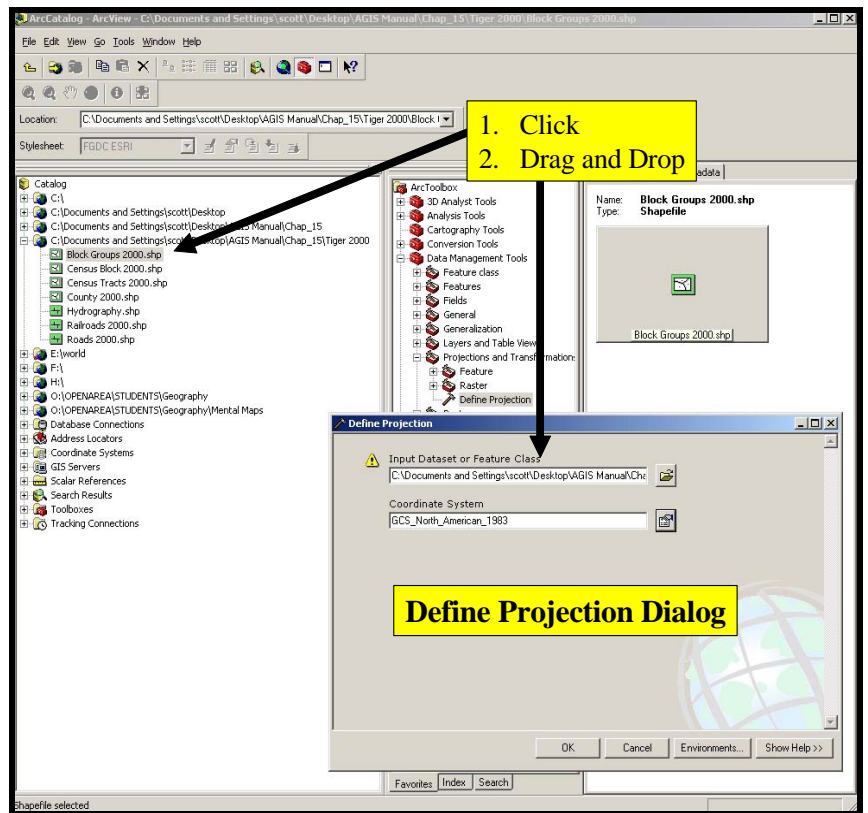 ArcCatalog - ArcView - C:\Documents and Settings\scott\Desktop\AGIS Manual\Chap_15\Tiger 2000\Block Groups 2000.shp
File Edit View Go Tools Window Help
Location: C:\Documents and Settings\scott\Desktop\AGIS Manual\Chap_15\Tiger 2000\Block
Stylesheet: FGDC ESRI
1. Click
2. Drag and Drop
adata
Catalog
C:\
C:\Documents and Settings\scott\Desktop
C:\Documents and Settings\scott\Desktop\AGIS Manual\Chap_15
C:\Documents and Settings\scott\Desktop\AGIS Manual\Chap_15\Tiger 2000
Block Groups 2000.shp
Census Block 2000.shp
Census Tracts 2000.shp
County 2000.shp
Hydrography.shp
Railroads 2000.shp
Roads 2000.shp
E:\world
F:\
H:\
O:\OPENAREA\STUDENTS\Geography
O:\OPENAREA\STUDENTS\Geography\Mental Maps
Database Connections
Address Locators
Coordinate Systems
GIS Servers
Scalar References
Search Results
Toolboxes
Tracking Connections
ArcToolbox
3D Analyst Tools
Analysis Tools
Cartography Tools
Conversion Tools
Data Management Tools
Feature class
Features
Fields
General
Generalization
Layers and Table View
Projections and Transformation
Feature
Raster
Define Projection
Name: Block Groups 2000.shp
Type: Shapefile
Block Groups 2000.shp
Define Projection
Input Dataset or Feature Class
C:\Documents and Settings\scott\Desktop\AGIS Manual\Cha
Coordinate System
GCS_North_American_1983
Define Projection Dialog
OK Cancel Environments... Show Help >>
Favorites Index Search
Shapefile selected